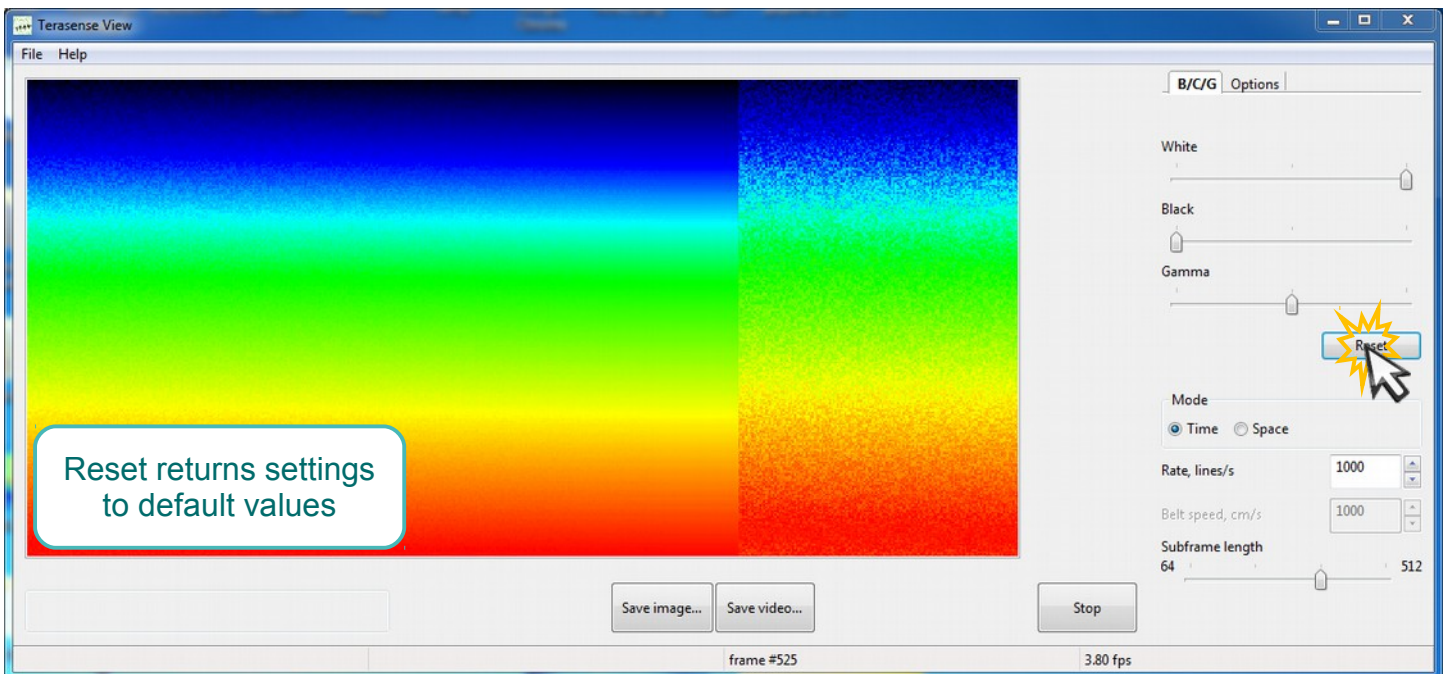 Terasense View
File Help
B/C/G Options
White
Black
Gamma
Reset
Mode
Time Space
Rate, lines/s 1000
Belt speed, cm/s 1000
Subframe length
64 512
Reset returns settings
to default values
Save image... Save video... Stop
frame #525 3.80 fps